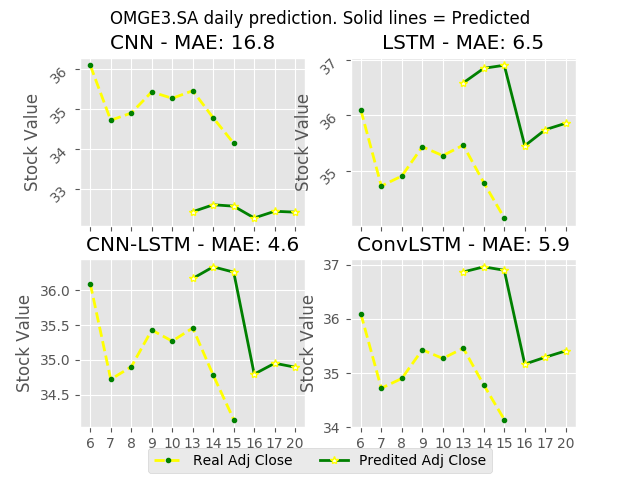 OMGE3.SA daily prediction. Solid lines = Predicted
CNN - MAE: 16.8
LSTM - MAE: 6.5
Stock Value
36
35
34
33
Stock Value
37
36
35
CNN-LSTM - MAE: 4.6
ConvLSTM - MAE: 5.9
Stock Value
36.0
35.5
35.0
34.5
6 7 8 9 10 13 14 15 16 17 20
Stock Value
37
36
35
34
6 7 8 9 10 13 14 15 16 17 20
Real Adj Close
Predited Adj Close